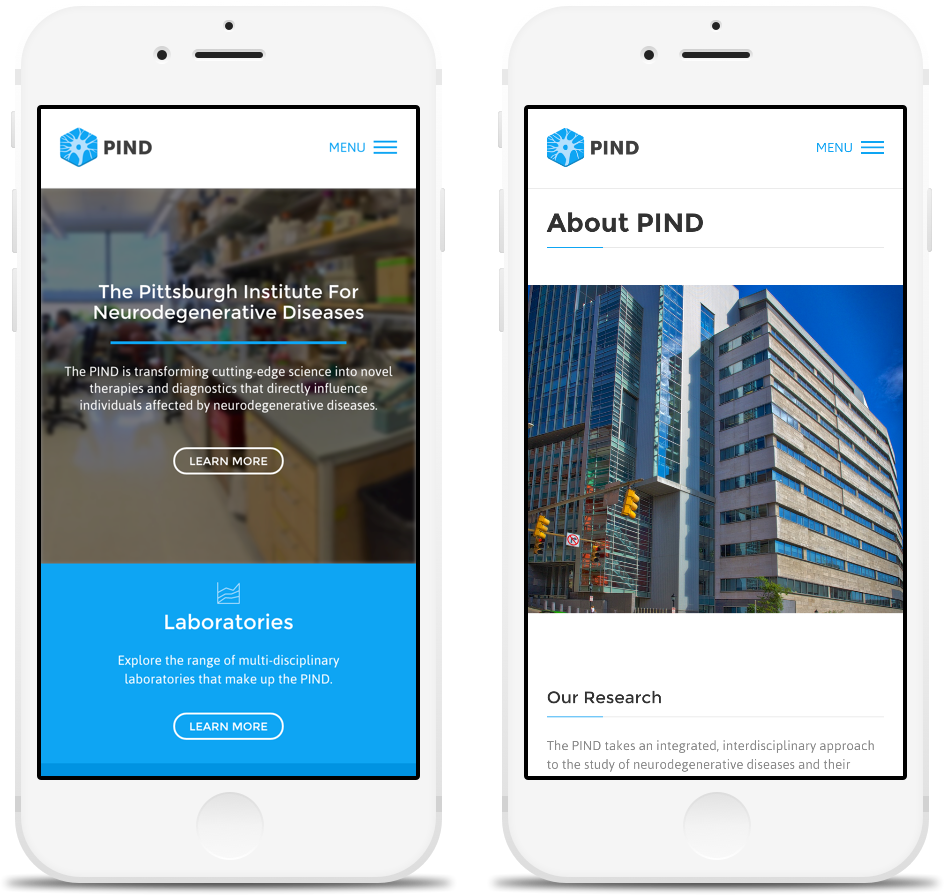 PIND
MENU
The Pittsburgh Institute For
Neurodegenerative Diseases
The PIND is transforming cutting-edge science into novel
therapies and diagnostics that directly influence
individuals affected by neurodegenerative diseases.
LEARN MORE
Laboratories
Explore the range of multi-disciplinary
laboratories that make up the PIND.
LEARN MORE
PIND
MENU
About PIND
Our Research
The PIND takes an integrated, interdisciplinary approach
to the study of neurodegenerative diseases and their